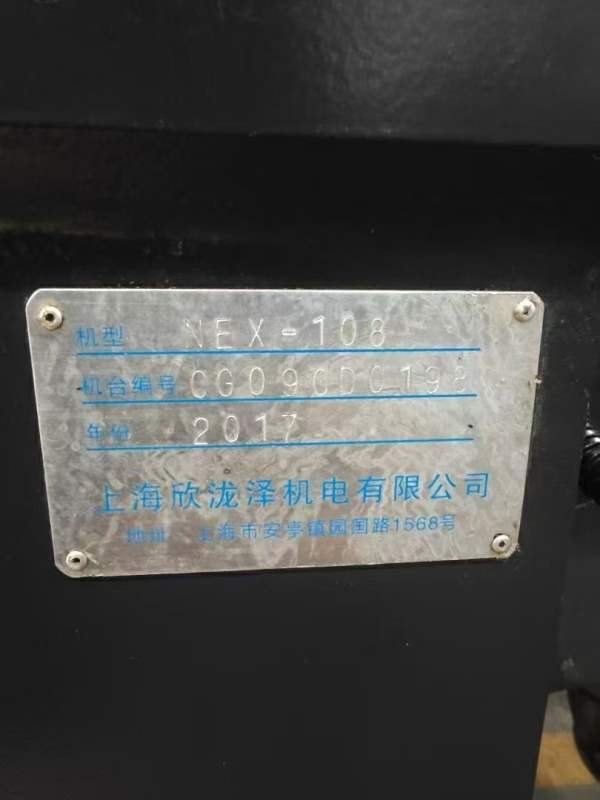 机型 NEX-108
机台编号
年份 2017
上海欣泷泽机电有限公司
地址 上海市安亭镇园国路1568号